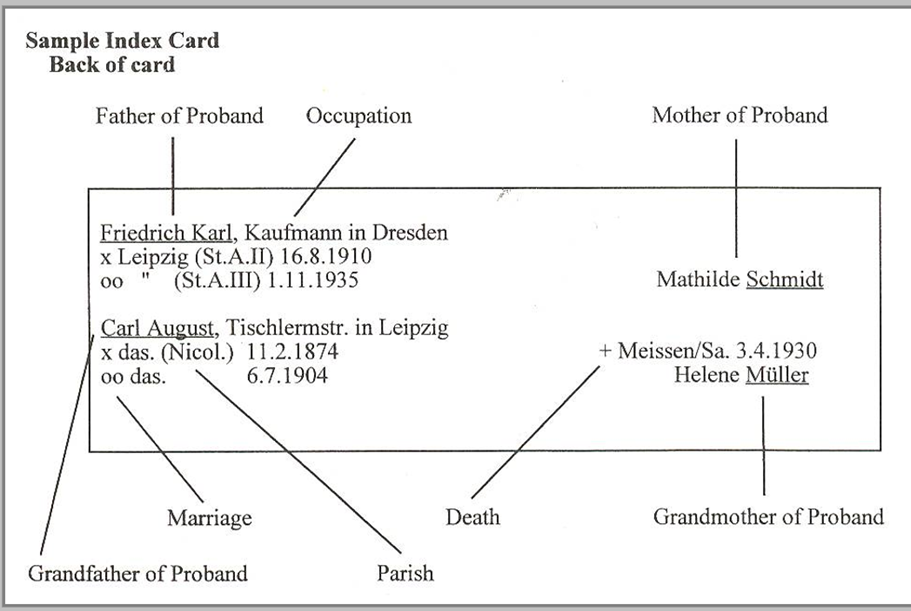 Sample Index Card
Back of card
Father of Proband Occupation Mother of Proband
Friedrich Karl, Kaufmann in Dresden
x Leipzig (St.A.II) 16.8.1910
oo " (St.A.III) 1.11.1935 Mathilde Schmidt
Carl August, Tischlermstr. in Leipzig
x das. (Nicol.) 11.2.1874 + Meissen/Sa. 3.4.1930
oo das. 6.7.1904 Helene Müller
Marriage Death Grandmother of Proband
Grandfather of Proband Parish